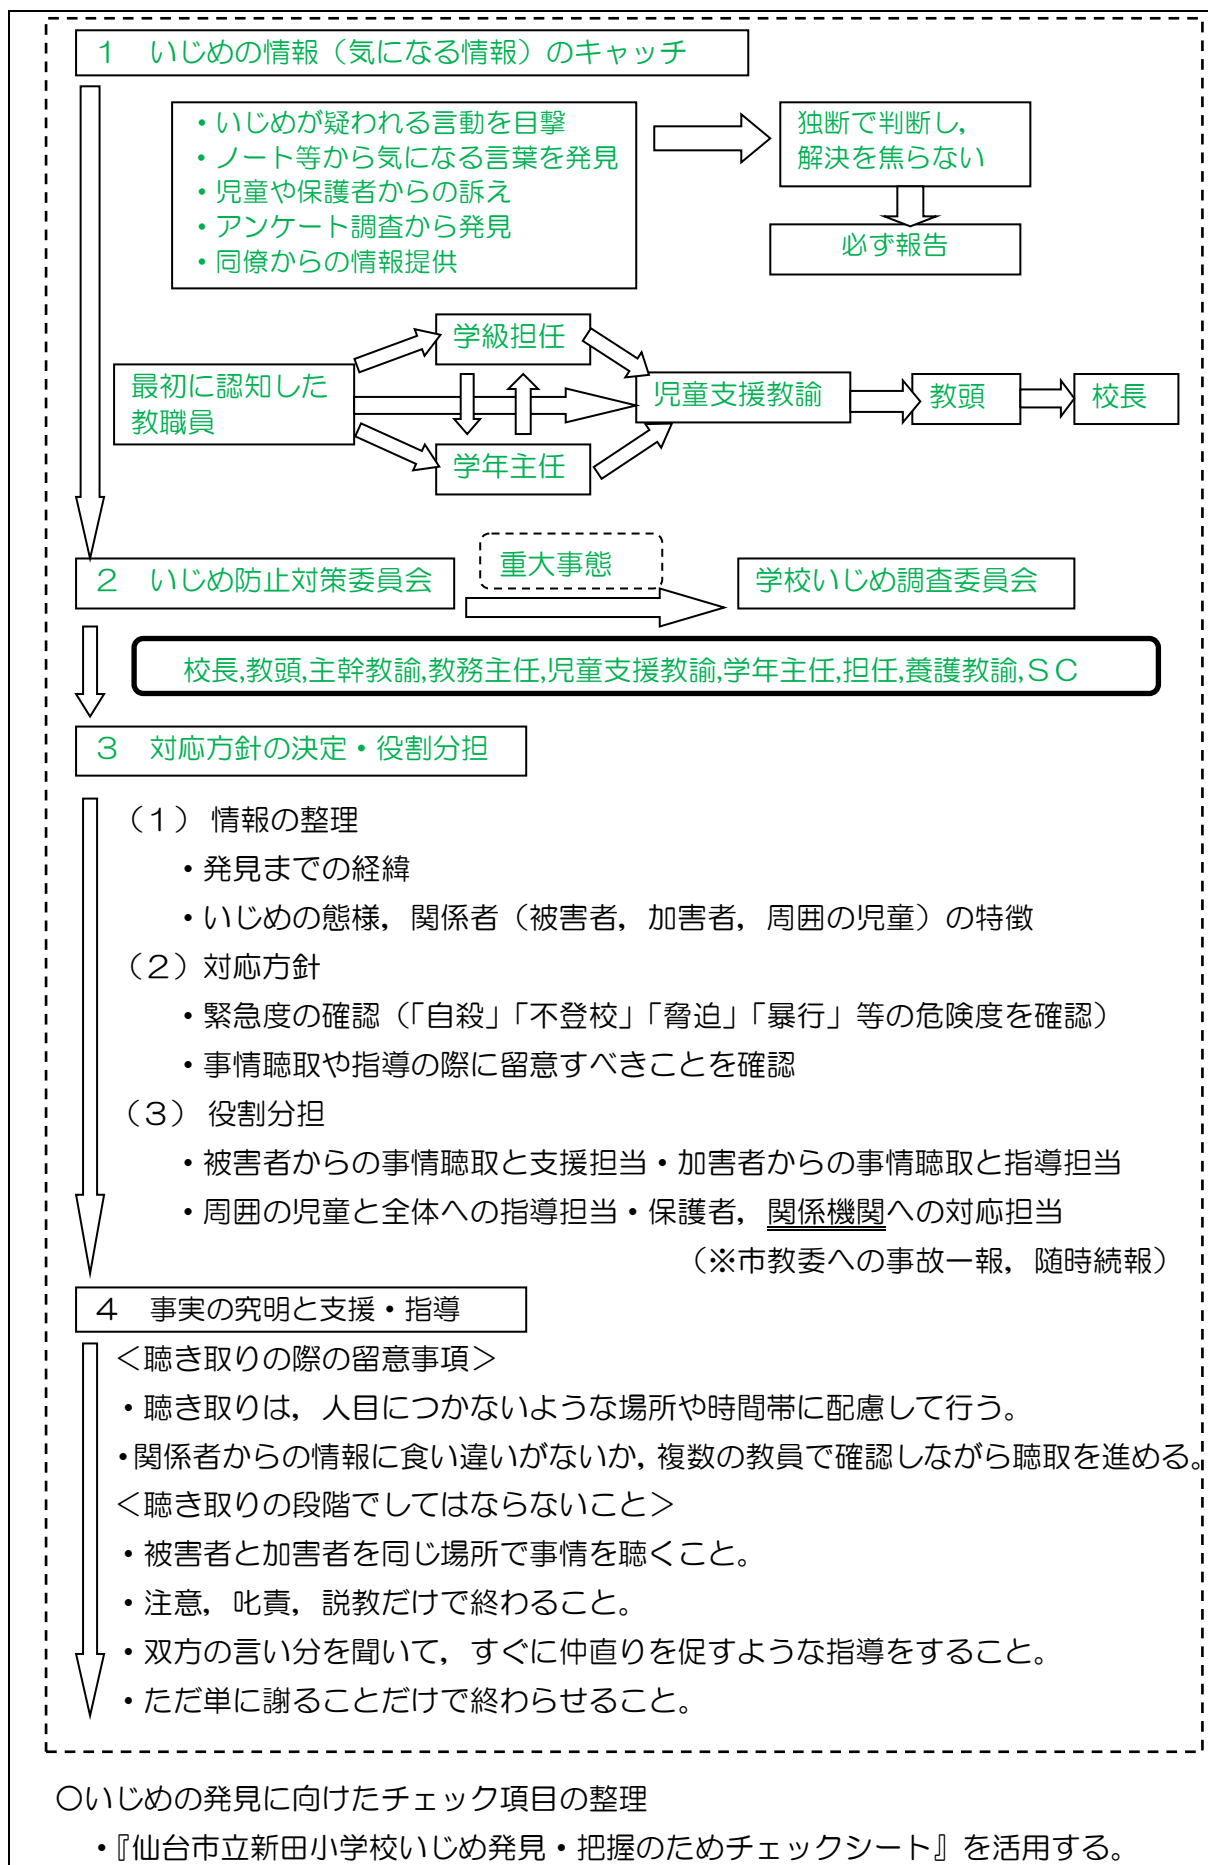 １　いじめの情報（気になる情報）のキャッチ
・いじめが疑われる言動を目撃
・ノート等から気になる言葉を発見
・児童や保護者からの訴え
・アンケート調査から発見
・同僚からの情報提供
独断で判断し，
解決を焦らない
必ず報告
最初に認知した
教職員
学級担任
学年主任
児童支援教諭
教頭
校長
２　いじめ防止対策委員会
重大事態
学校いじめ調査委員会
校長,教頭,主幹教諭,教務主任,児童支援教諭,学年主任,担任,養護教諭,ＳＣ
３　対応方針の決定・役割分担
（１） 情報の整理
・発見までの経緯
・いじめの態様，関係者（被害者，加害者，周囲の児童）の特徴
（２）対応方針
・緊急度の確認（「自殺」「不登校」「脅迫」「暴行」等の危険度を確認）
・事情聴取や指導の際に留意すべきことを確認
（３） 役割分担
・被害者からの事情聴取と支援担当・加害者からの事情聴取と指導担当
・周囲の児童と全体への指導担当・保護者，関係機関への対応担当
（※市教委への事故一報，随時続報）
４　事実の究明と支援・指導
＜聴き取りの際の留意事項＞
・聴き取りは，人目につかないような場所や時間帯に配慮して行う。
・関係者からの情報に食い違いがないか，複数の教員で確認しながら聴取を進める。
＜聴き取りの段階でしてはならないこと＞
・被害者と加害者を同じ場所で事情を聴くこと。
・注意，叱責，説教だけで終わること。
・双方の言い分を聞いて，すぐに仲直りを促すような指導をすること。
・ただ単に謝ることだけで終わらせること。
〇いじめの発見に向けたチェック項目の整理
・『仙台市立新田小学校いじめ発見・把握のためチェックシート』を活用する。